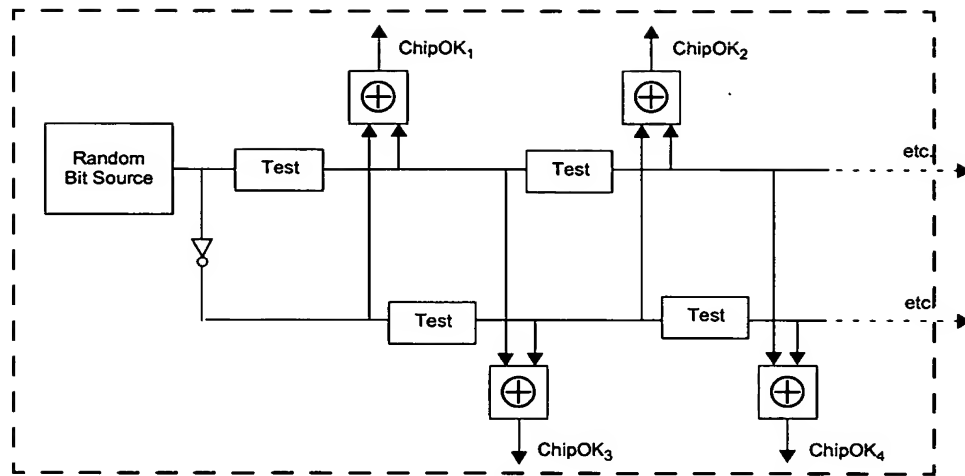 ChipOK1
ChipOK2
Random
Bit Source
Test
Test
etc.
Test
Test
etc
ChipOK3
ChipOK4